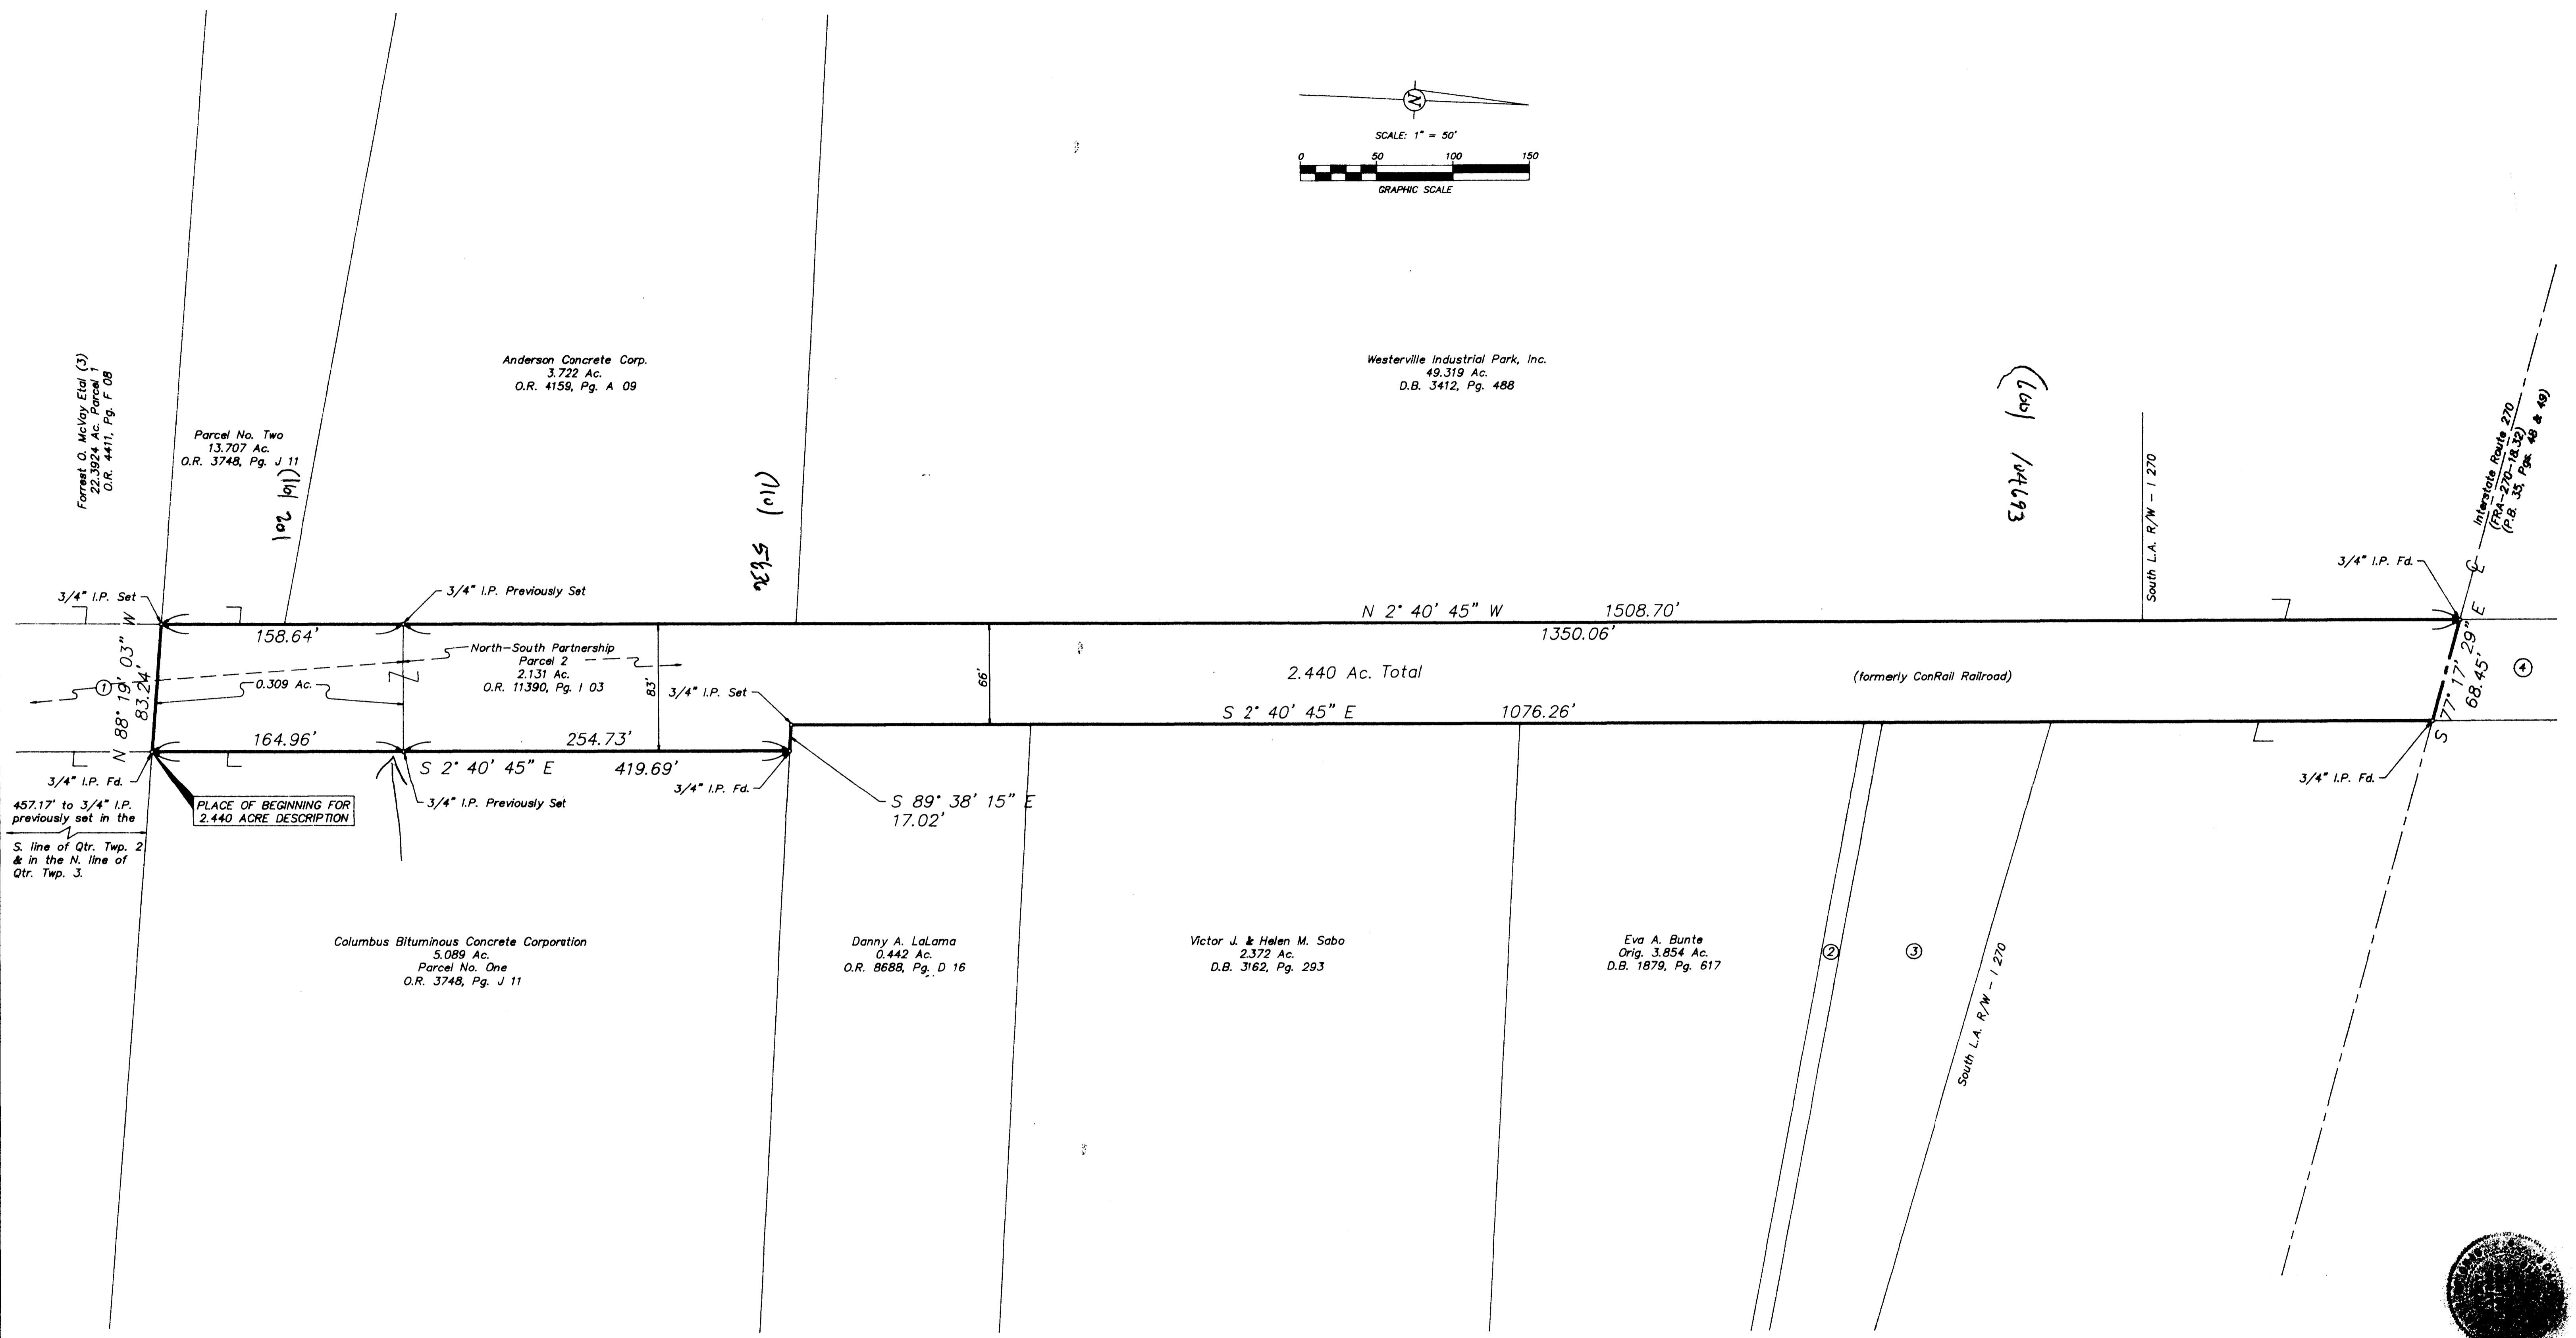 N
SCALE: 1" = 50'
0 50 100 150
GRAPHIC SCALE
Forrest O. McVay Etal (3)
22.3924 Ac. Parcel 1
O.R. 4411, Pg. F 08
Parcel No. Two
13.707 Ac.
O.R. 3748, Pg. J 11
Anderson Concrete Corp.
3.722 Ac.
O.R. 4159, Pg. A 09
Westerville Industrial Park, Inc.
49.319 Ac.
D.B. 3412, Pg. 488
South L.A. R/W - I 270
Interstate Route 270
(FRA-270-18.32)
(P.B. 35, Pgs. 48 & 49)
3/4" I.P. Set
3/4" I.P. Previously Set
3/4" I.P. Fd.
N 2° 40' 45" W 1508.70'
158.64'
1350.06'
N 88° 19' 03" W
83.24'
1
0.309 Ac.
North-South Partnership
Parcel 2
2.131 Ac.
O.R. 11390, Pg. I 03
83'
3/4" I.P. Set
66'
2.440 Ac. Total
(formerly ConRail Railroad)
S 77° 17' 29" E
68.45'
4
S 2° 40' 45" E 1076.26'
164.96'
254.73'
S 2° 40' 45" E 419.69'
3/4" I.P. Fd.
3/4" I.P. Fd.
3/4" I.P. Fd.
457.17' to 3/4" I.P.
previously set in the
S. line of Qtr. Twp. 2
& in the N. line of
Qtr. Twp. 3.
PLACE OF BEGINNING FOR
2.440 ACRE DESCRIPTION
3/4" I.P. Previously Set
S 89° 38' 15" E
17.02'
Columbus Bituminous Concrete Corporation
5.089 Ac.
Parcel No. One
O.R. 3748, Pg. J 11
Danny A. LaLama
0.442 Ac.
O.R. 8688, Pg. D 16
Victor J. & Helen M. Sabo
2.372 Ac.
D.B. 3162, Pg. 293
Eva A. Bunte
Orig. 3.854 Ac.
D.B. 1879, Pg. 617
2
3
South L.A. R/W - I 270